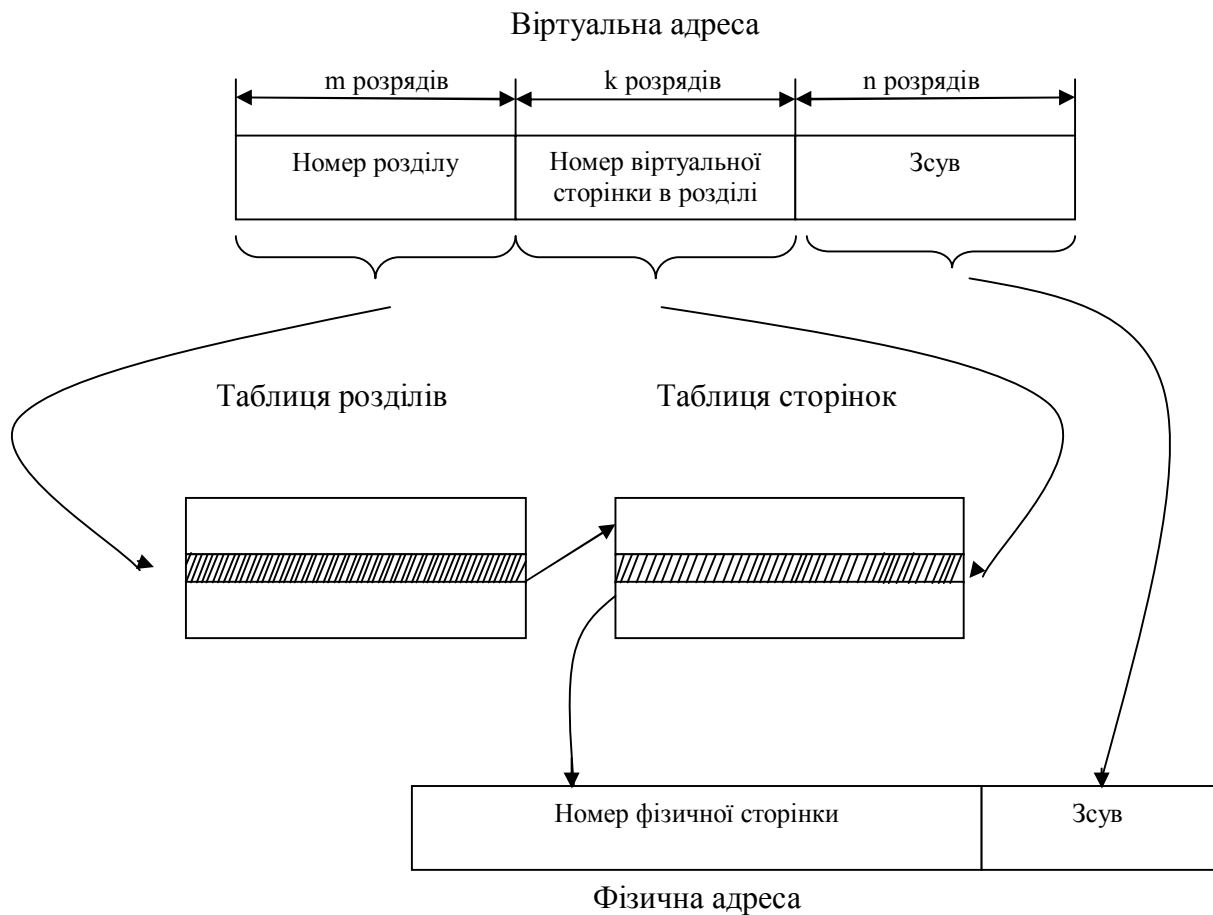 Віртуальна адреса
m розрядів
k розрядів
n розрядів
Номер розділу
Номер віртуальної
сторінки в розділі
Зсув
Таблиця розділів
Таблиця сторінок
Номер фізичної сторінки
Зсув
Фізична адреса